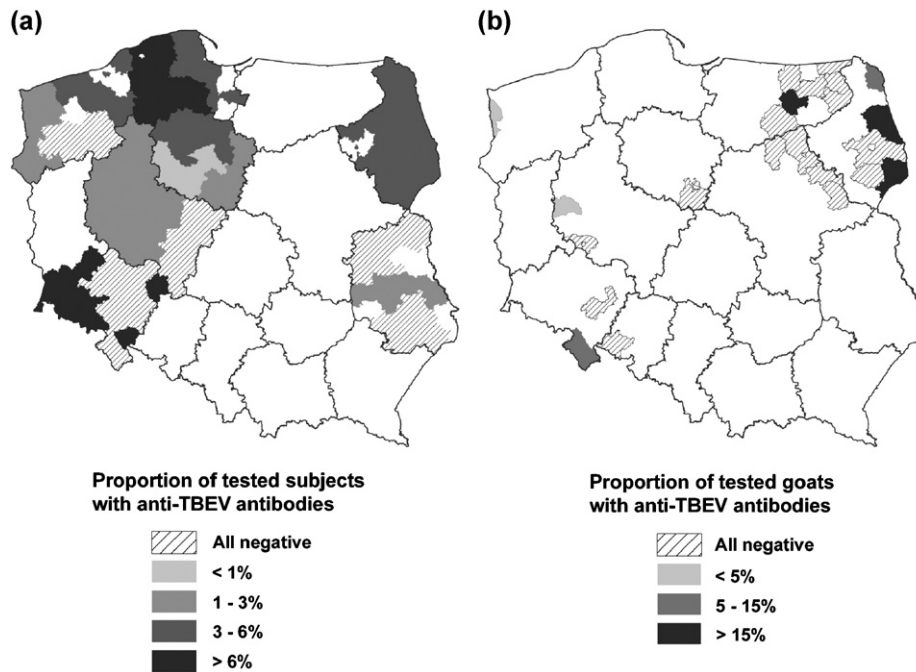 (a)
(b)
Proportion of tested subjects
with anti-TBEV antibodies
All negative
< 1%
1 - 3%
3 - 6%
> 6%
Proportion of tested goats
with anti-TBEV antibodies
All negative
< 5%
5 - 15%
> 15%